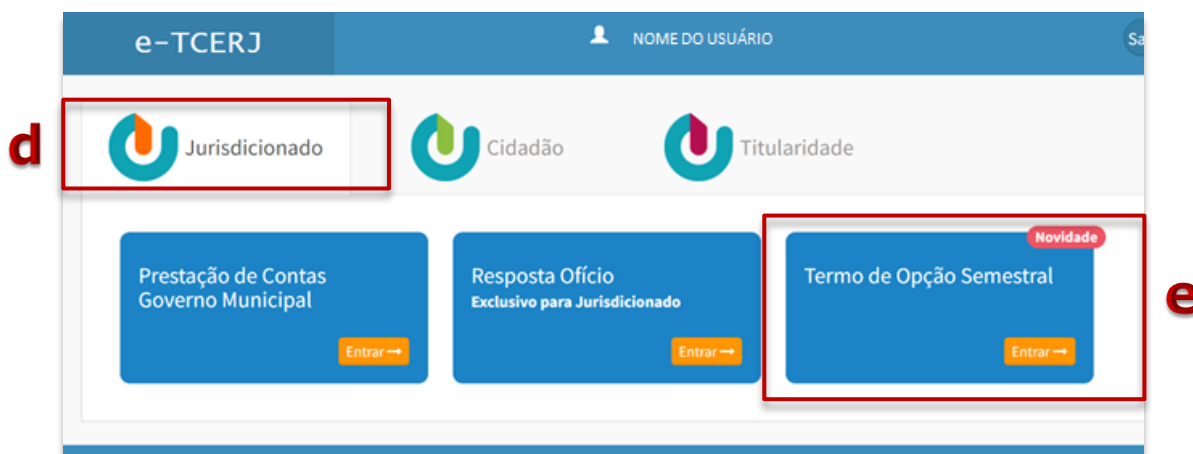 e-TCERJ
NOME DO USUÁRIO
Sa
d
Jurisdicionado
Cidadão
Titularidade
Novidade
Prestação de Contas
Governo Municipal
Entrar→
Resposta Ofício
Exclusivo para Jurisdicionado
Entrar→
Termo de Opção Semestral
Entrar→
e